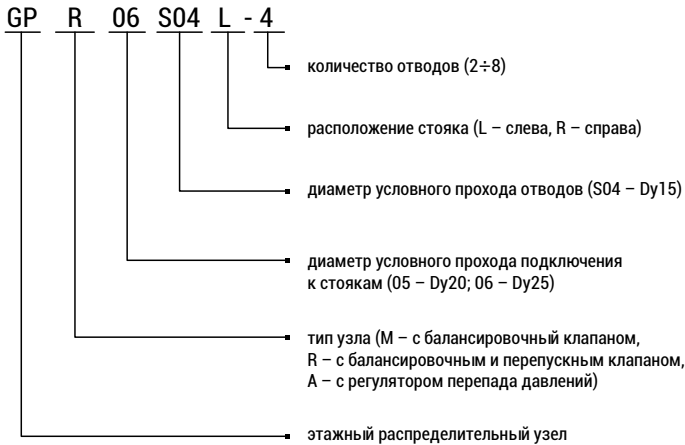 GP R 06 S04 L - 4
количество отводов (2÷8)
расположение стояка (L – слева, R – справа)
диаметр условного прохода отводов (S04 – Dy15)
диаметр условного прохода подключения
к стоякам (05 – Dy20; 06 – Dy25)
тип узла (M – с балансировочный клапаном,
R – с балансировочным и перепускным клапаном,
A – с регулятором перепада давлений)
этажный распределительный узел